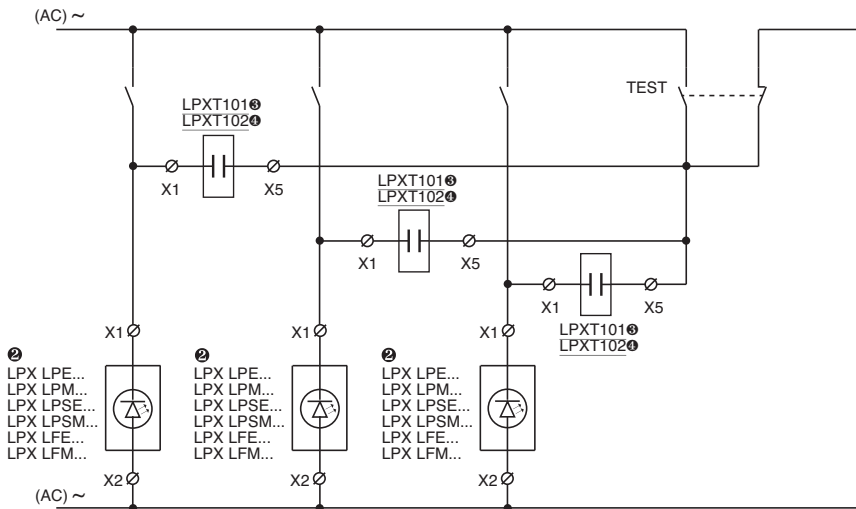 (AC) ~
TEST
LPXT101❸
LPXT102❹
X1
X5
LPXT101❸
LPXT102❹
X1
X5
X1
X5
LPXT101❸
LPXT102❹
X1
X1
X1
❷
LPX LPE...
LPX LPM...
LPX LPSE...
LPX LPSM...
LPX LFE...
LPX LFM...
❷
LPX LPE...
LPX LPM...
LPX LPSE...
LPX LPSM...
LPX LFE...
LPX LFM...
❷
LPX LPE...
LPX LPM...
LPX LPSE...
LPX LPSM...
LPX LFE...
LPX LFM...
X2
X2
X2
(AC) ~